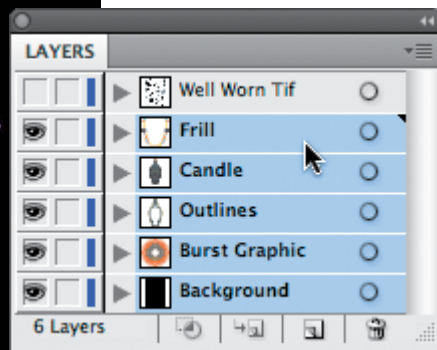 LAYERS
Well Worn Tif
Frill
Candle
Outlines
Burst Graphic
Background
6 Layers